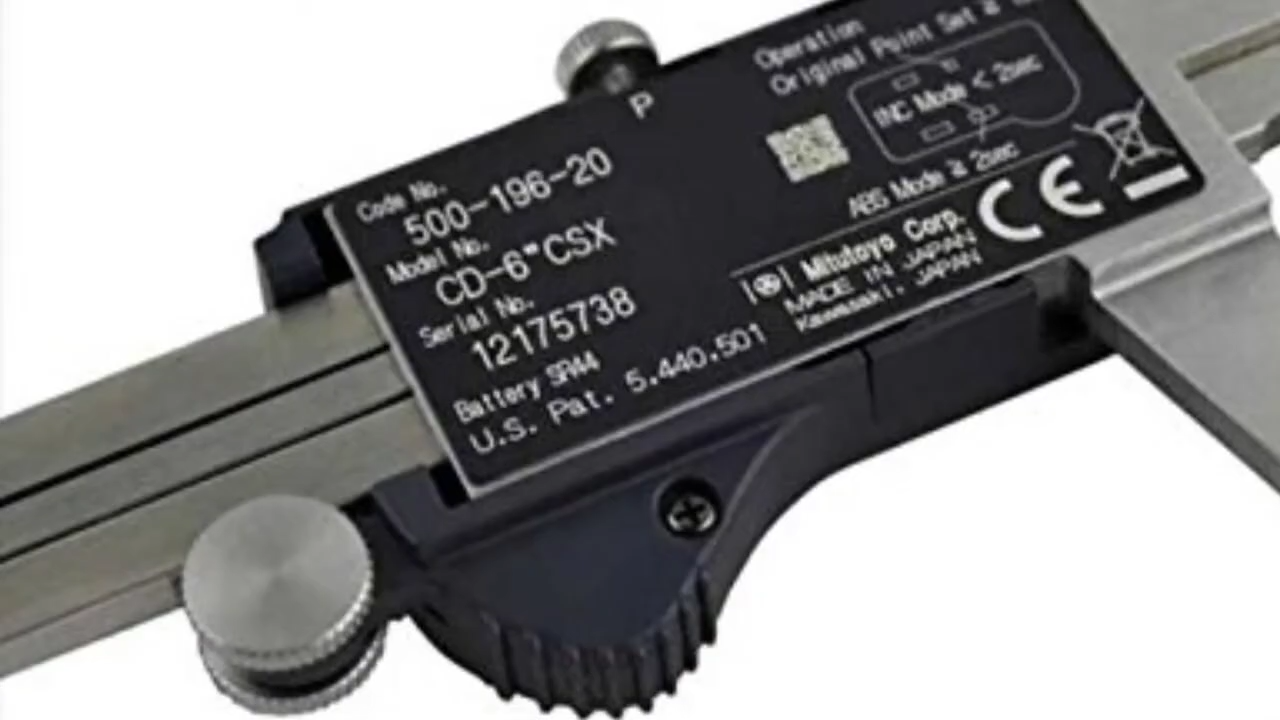 P
Code No.
500-196-20
Model No.
CD-6"CSX
Serial No.
12175738
Battery SR44
U.S. Pat. 5.440.501
Operation
Original Point Set ≧
INC Mode < 2sec
ABS Mode ≧ 2sec
CE
Mitutoyo Corp.
MADE IN JAPAN
Kawasaki, JAPAN